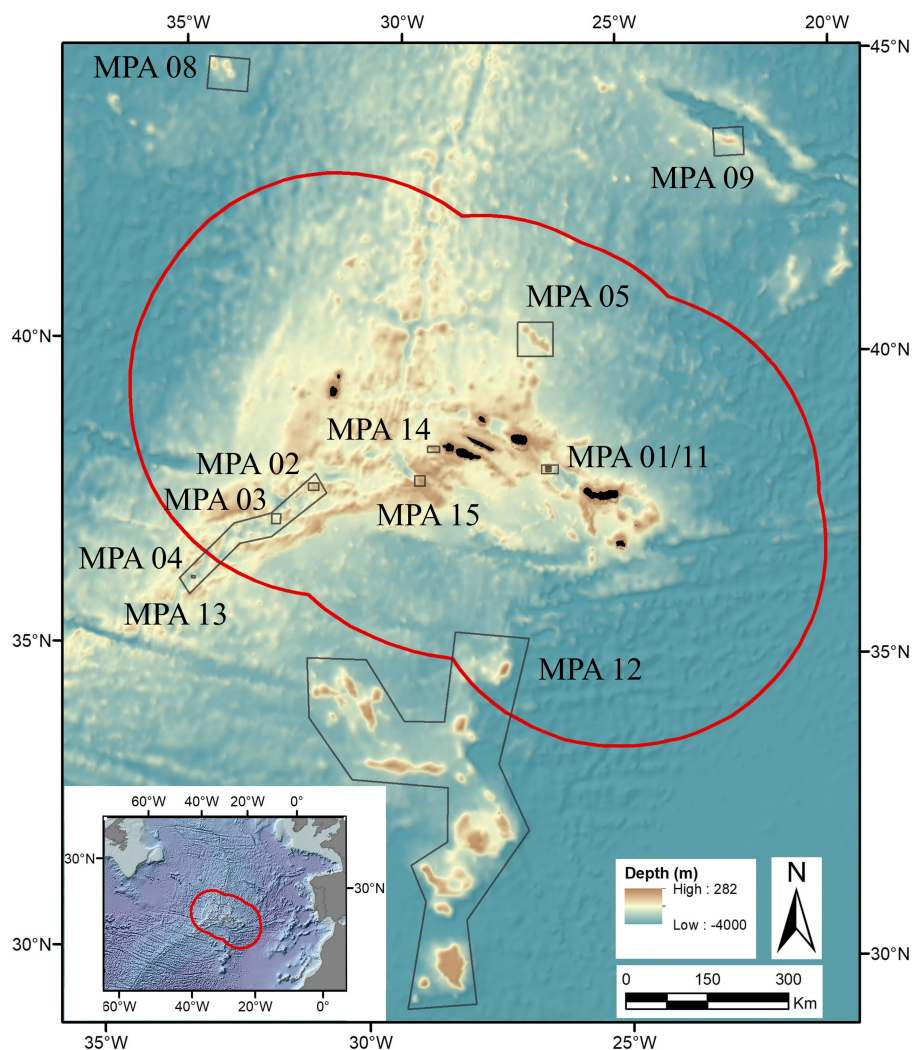 35°W 30°W 25°W 20°W
45°N
45°N
MPA 08
MPA 09
MPA 05
40°N
40°N
MPA 14
MPA 02
MPA 01/11
MPA 03
MPA 15
MPA 04
MPA 13
35°N
35°N
MPA 12
60°W 40°W 20°W 0°
30°N
30°N
60°W 40°W 20°W 0°
Depth (m)
High : 282
Low : -4000
N
0 150 300
Km
30°N
30°N
35°W 30°W 25°W